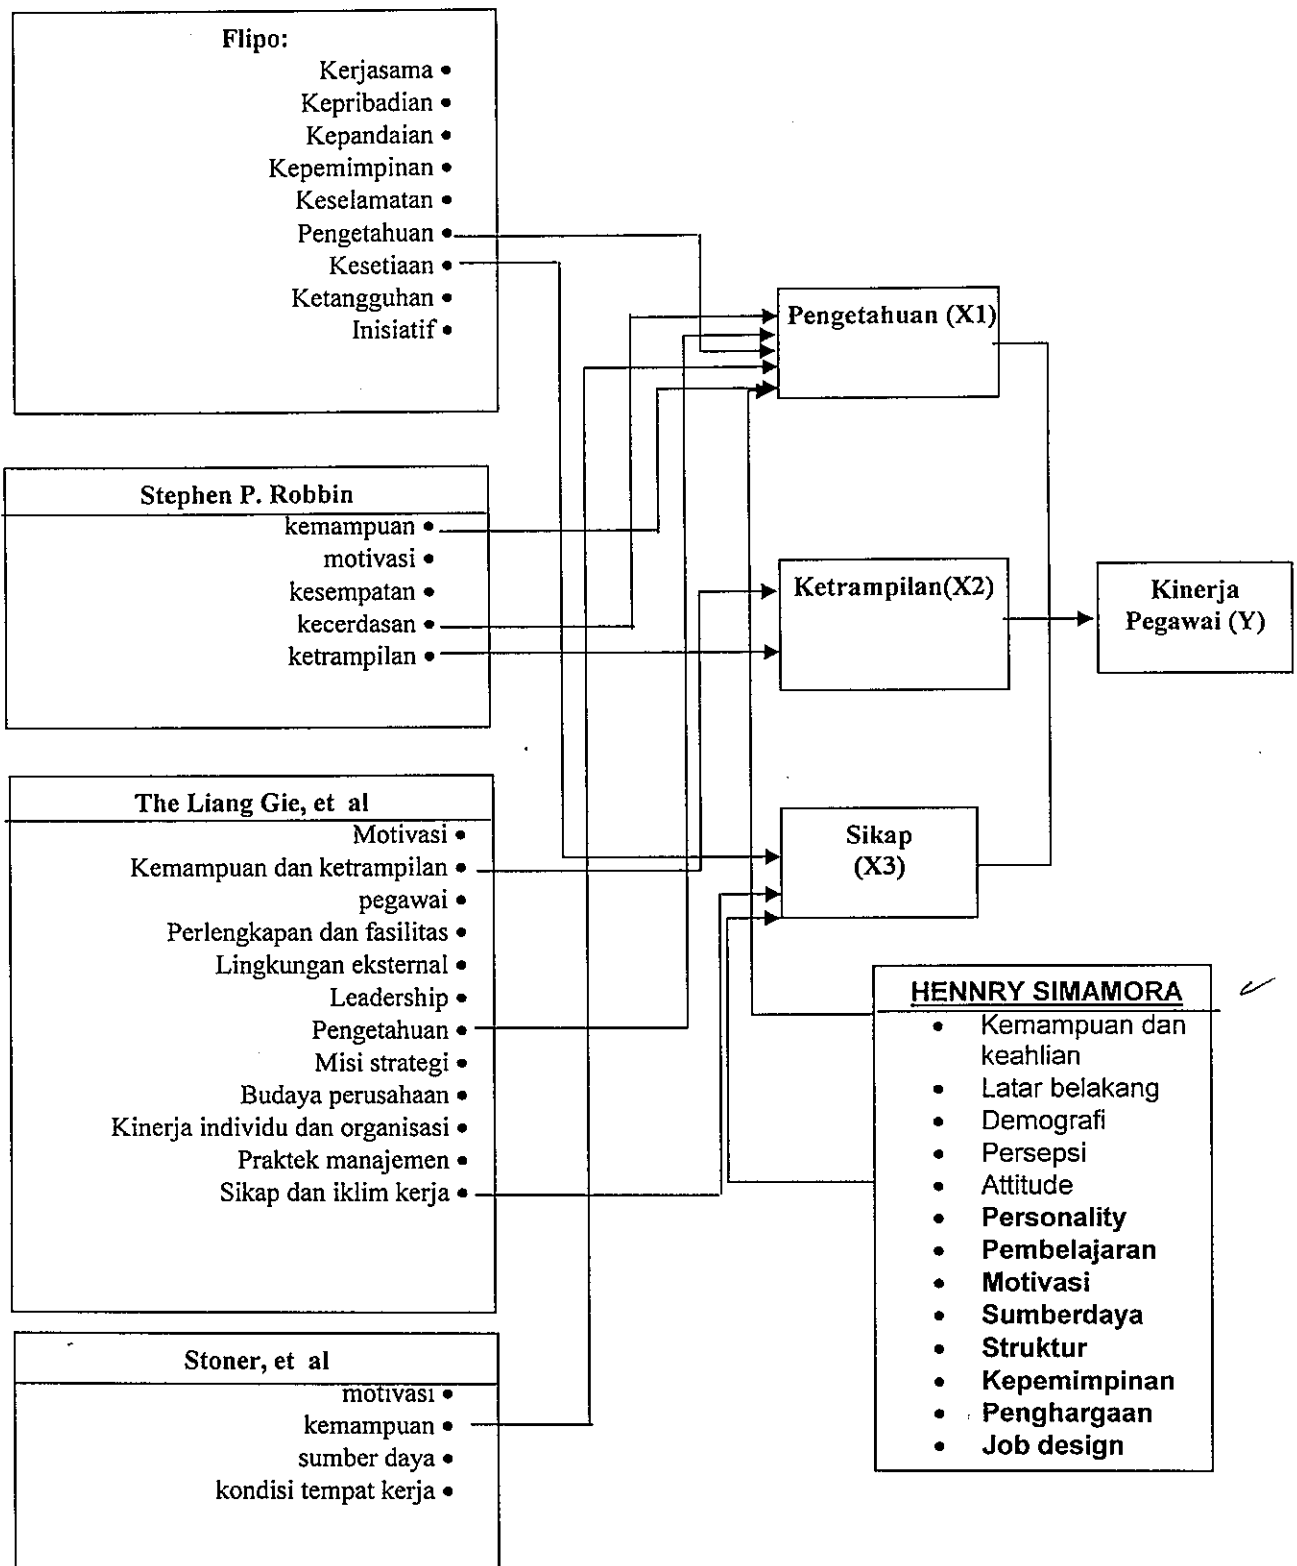 Flipo:
Kerjasama •
Kepribadian •
Kepandaian •
Kepemimpinan •
Keselamatan •
Pengetahuan •
Kesetiaan •
Ketangguhan •
Inisiatif •
Stephen P. Robbin
kemampuan •
motivasi •
kesempatan •
kecerdasan •
ketrampilan •
The Liang Gie, et al
Motivasi •
Kemampuan dan ketrampilan •
pegawai •
Perlengkapan dan fasilitas •
Lingkungan eksternal •
Leadership •
Pengetahuan •
Misi strategi •
Budaya perusahaan •
Kinerja individu dan organisasi •
Praktek manajemen •
Sikap dan iklim kerja •
Stoner, et al
motivasi •
kemampuan •
sumber daya •
kondisi tempat kerja •
Pengetahuan (X1)
Ketrampilan(X2)
Sikap
(X3)
Kinerja
Pegawai (Y)
HENNRY SIMAMORA
• Kemampuan dan
keahlian
• Latar belakang
• Demografi
• Persepsi
• Attitude
• Personality
• Pembelajaran
• Motivasi
• Sumberdaya
• Struktur
• Kepemimpinan
• Penghargaan
• Job design